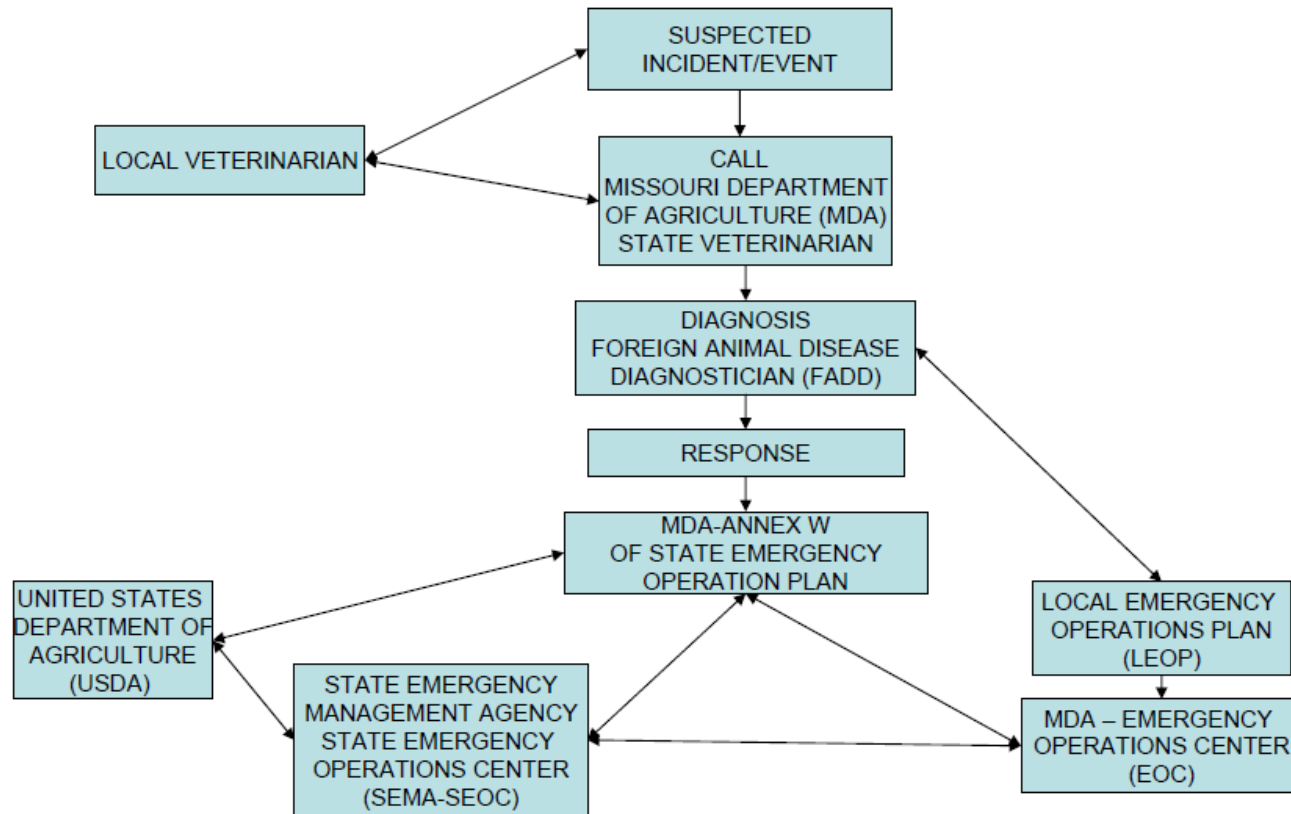 SUSPECTED
INCIDENT/EVENT
LOCAL VETERINARIAN
CALL
MISSOURI DEPARTMENT
OF AGRICULTURE (MDA)
STATE VETERINARIAN
DIAGNOSIS
FOREIGN ANIMAL DISEASE
DIAGNOSTICIAN (FADD)
RESPONSE
MDA-ANNEX W
OF STATE EMERGENCY
OPERATION PLAN
UNITED STATES
DEPARTMENT OF
AGRICULTURE
(USDA)
LOCAL EMERGENCY
OPERATIONS PLAN
(LEOP)
STATE EMERGENCY
MANAGEMENT AGENCY
STATE EMERGENCY
OPERATIONS CENTER
(SEMA-SEOC)
MDA – EMERGENCY
OPERATIONS CENTER
(EOC)